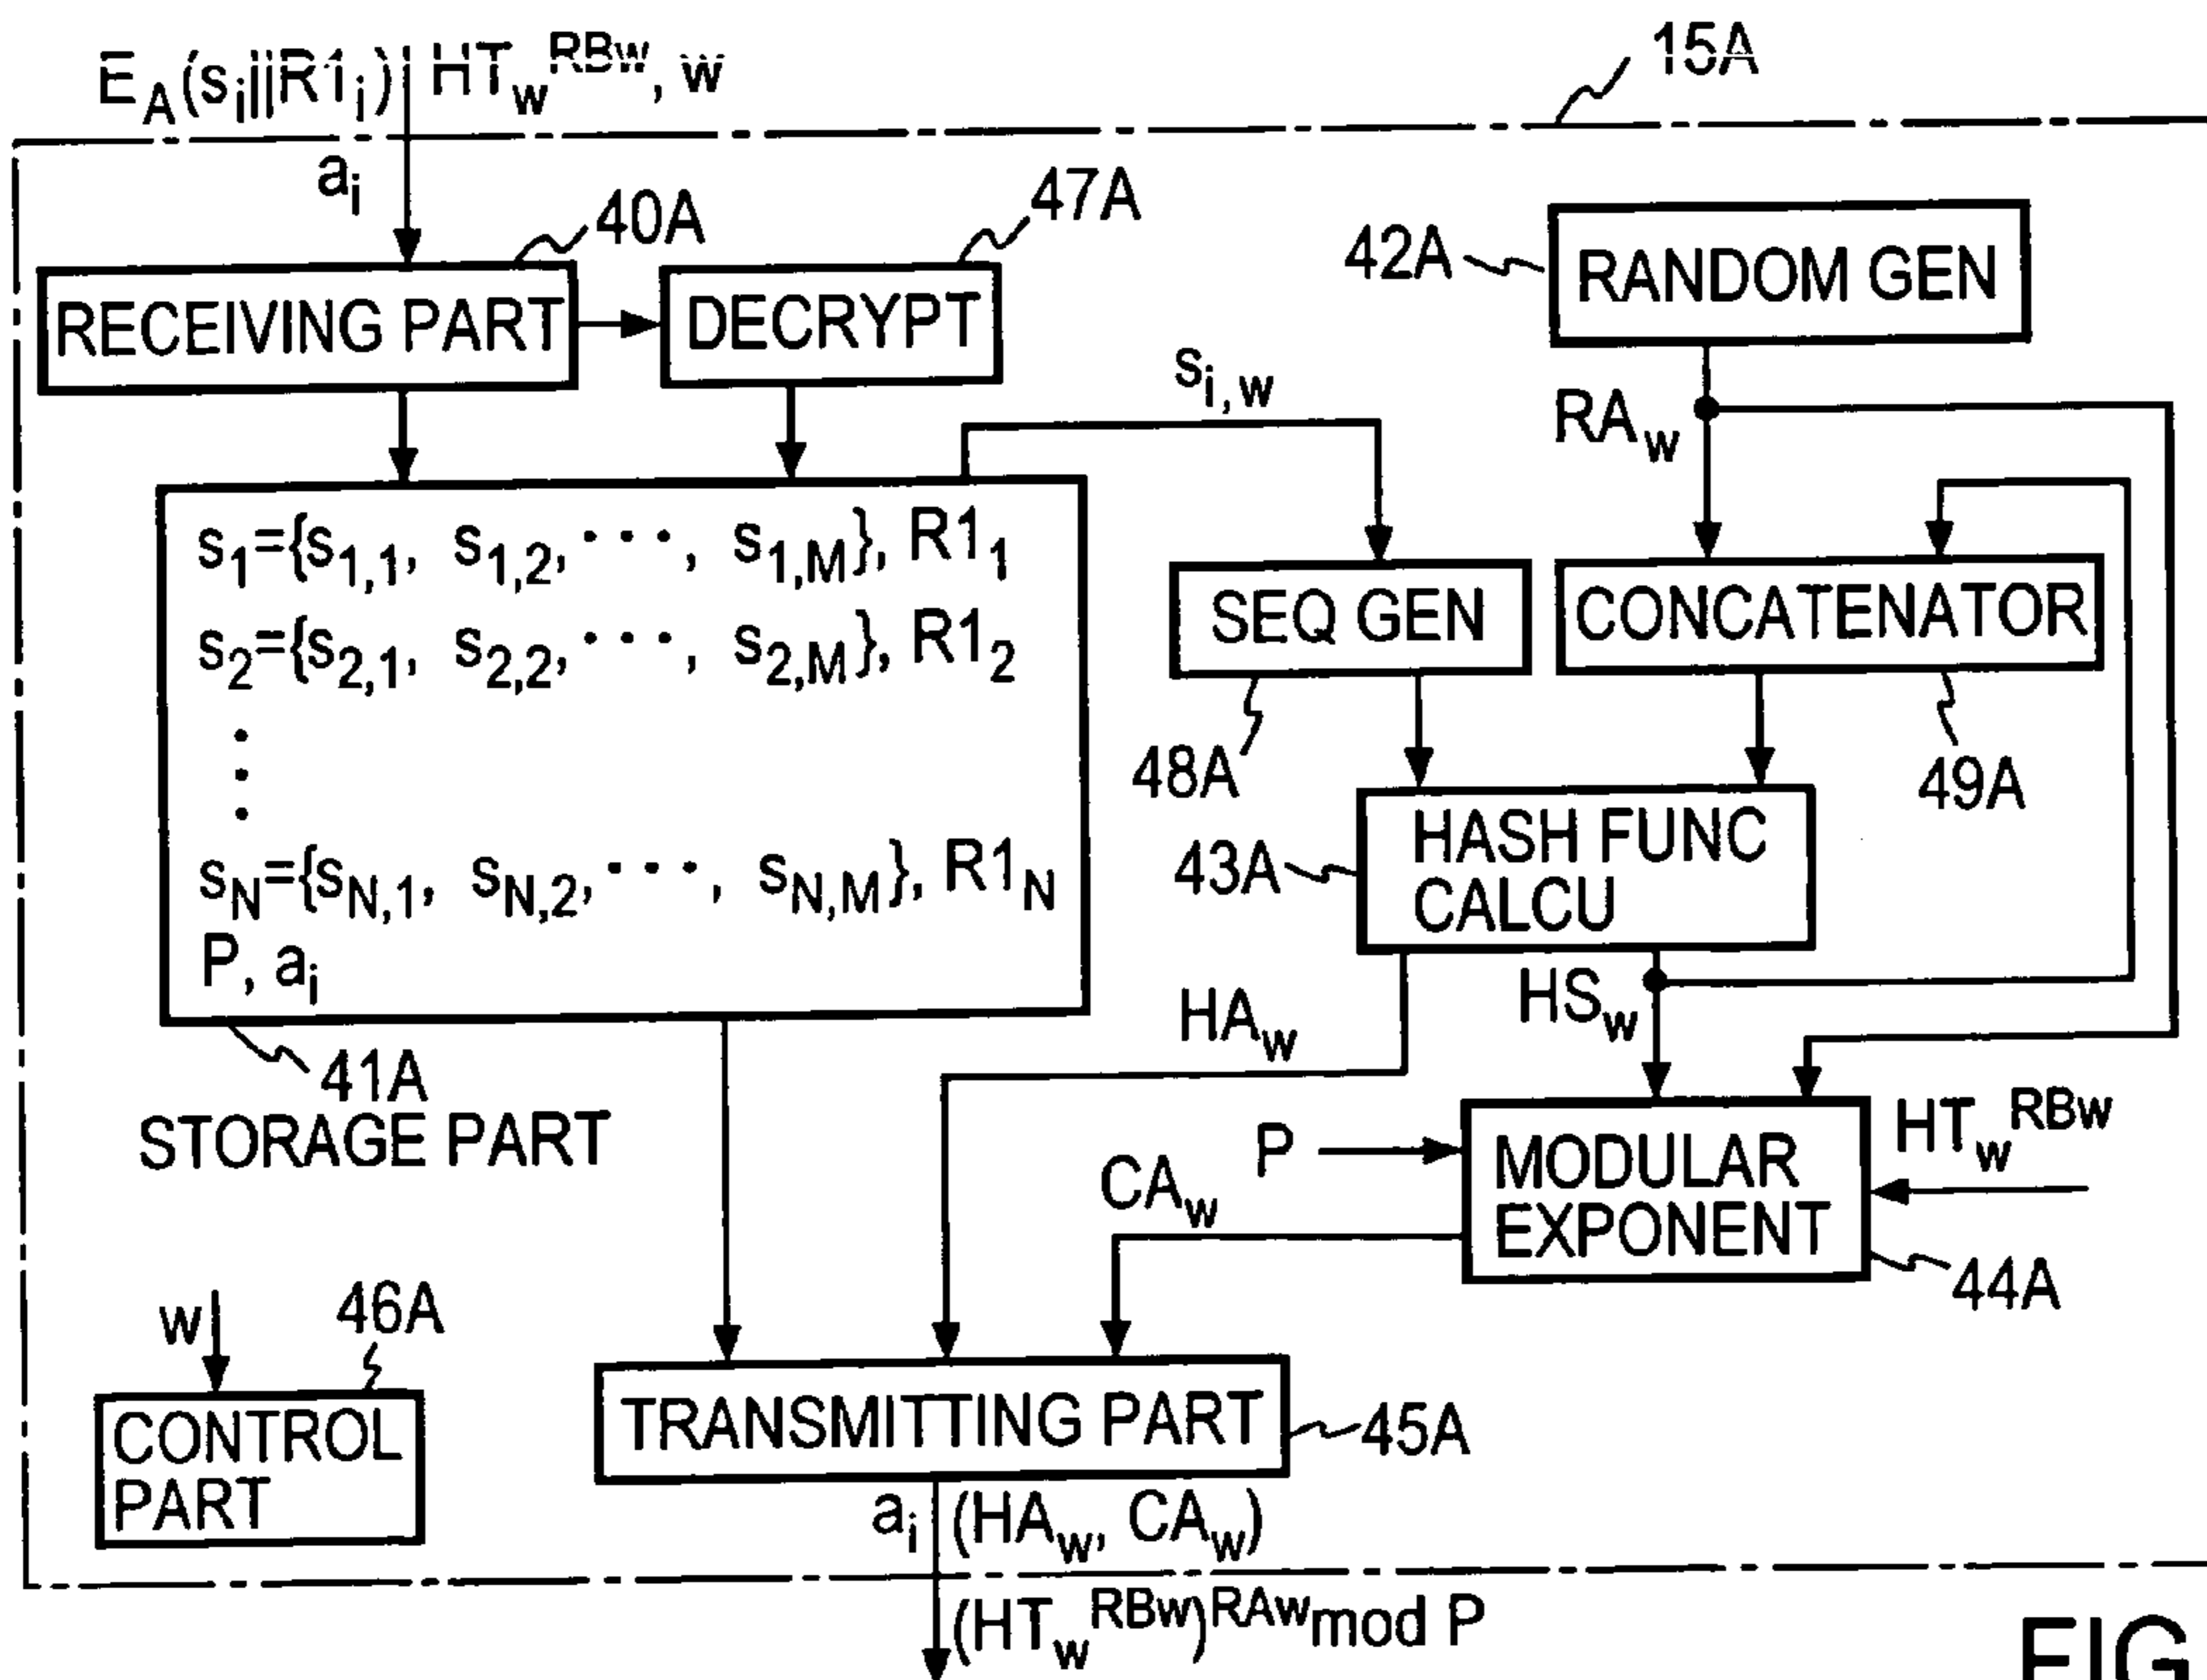 E_A(s_i||R1_i) HT_w^RBw, w
15A
a_i
40A
47A
42A
RECEIVING PART
DECRYPT
RANDOM GEN
s_i,w
RA_w
s_1={s_1,1, s_1,2, ···, s_1,M}, R1_1
s_2={s_2,1, s_2,2, ···, s_2,M}, R1_2
s_N={s_N,1, s_N,2, ···, s_N,M}, R1_N
P, a_i
SEQ GEN
CONCATENATOR
48A
49A
43A
HASH FUNC
CALCU
HA_w
HS_w
41A
STORAGE PART
P
CA_w
MODULAR
EXPONENT
HT_w^RBw
44A
w
46A
CONTROL
PART
TRANSMITTING PART
45A
a_i (HA_w, CA_w)
(HT_w^RBw)^RAw mod P
FIG